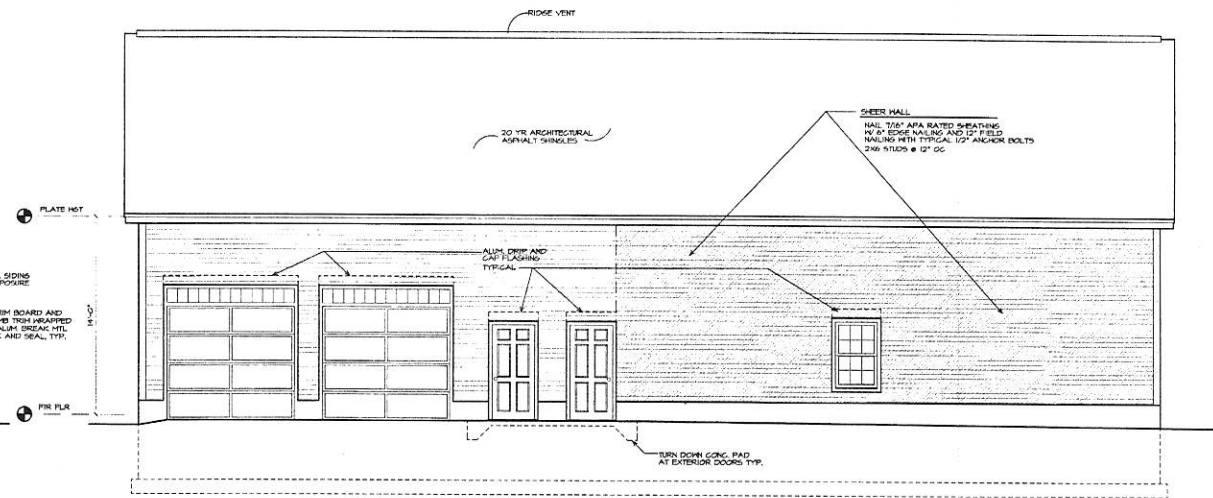 RIDGE VENT
20 YR ARCHITECTURAL
ASPHALT SHINGLES
SHEER WALL
NAIL 7/16" APA RATED SHEATHING
W/ 6" EDGE NAILING AND 12" FIELD
NAILING WITH TYPICAL 1/2" ANCHOR BOLTS
2X6 STUDS @ 12" OC
PLATE HGT
ALUM. DRIP AND
CAP FLASHING
TYPICAL
SIDING
POSURE
IM BOARD AND
TRIM WRAPPED
ALUM. BREAK MTL
AND SEAL, TYP.
14'-0"
FIR FLR
TURN DOWN CONC. PAD
AT EXTERIOR DOORS TYP.